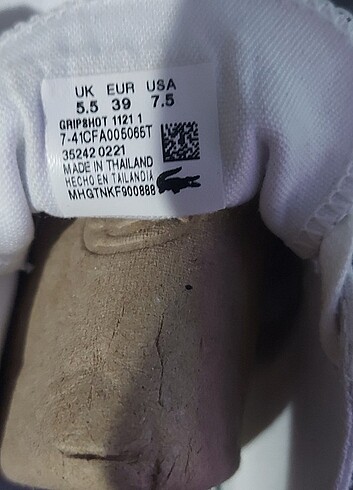 UK EUR USA
5.5 39 7.5
GRIPSHOT 1121 1
7-41CFA005065T
35242 0221
MADE IN THAILAND
HECHO EN TAILANDIA
MHGTNKF900888